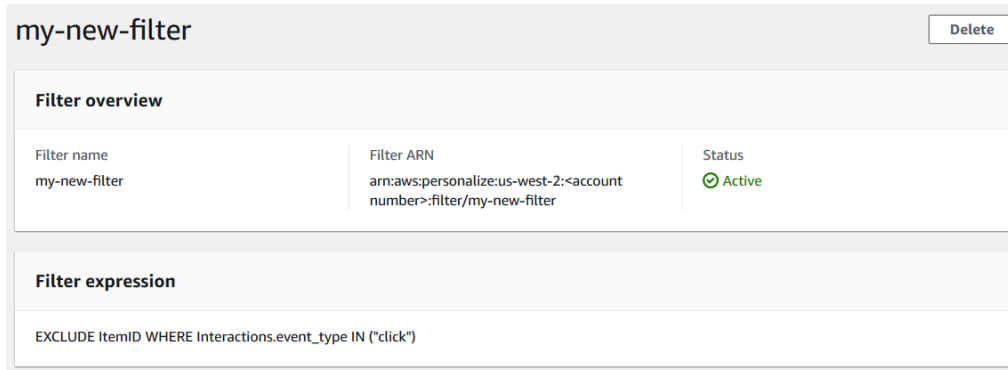 my-new-filter
Delete
Filter overview
Filter name
Filter ARN
Status
my-new-filter
arn:aws:personalize:us-west-2:<account
number>:filter/my-new-filter
Active
Filter expression
EXCLUDE ItemID WHERE Interactions.event_type IN ("click")